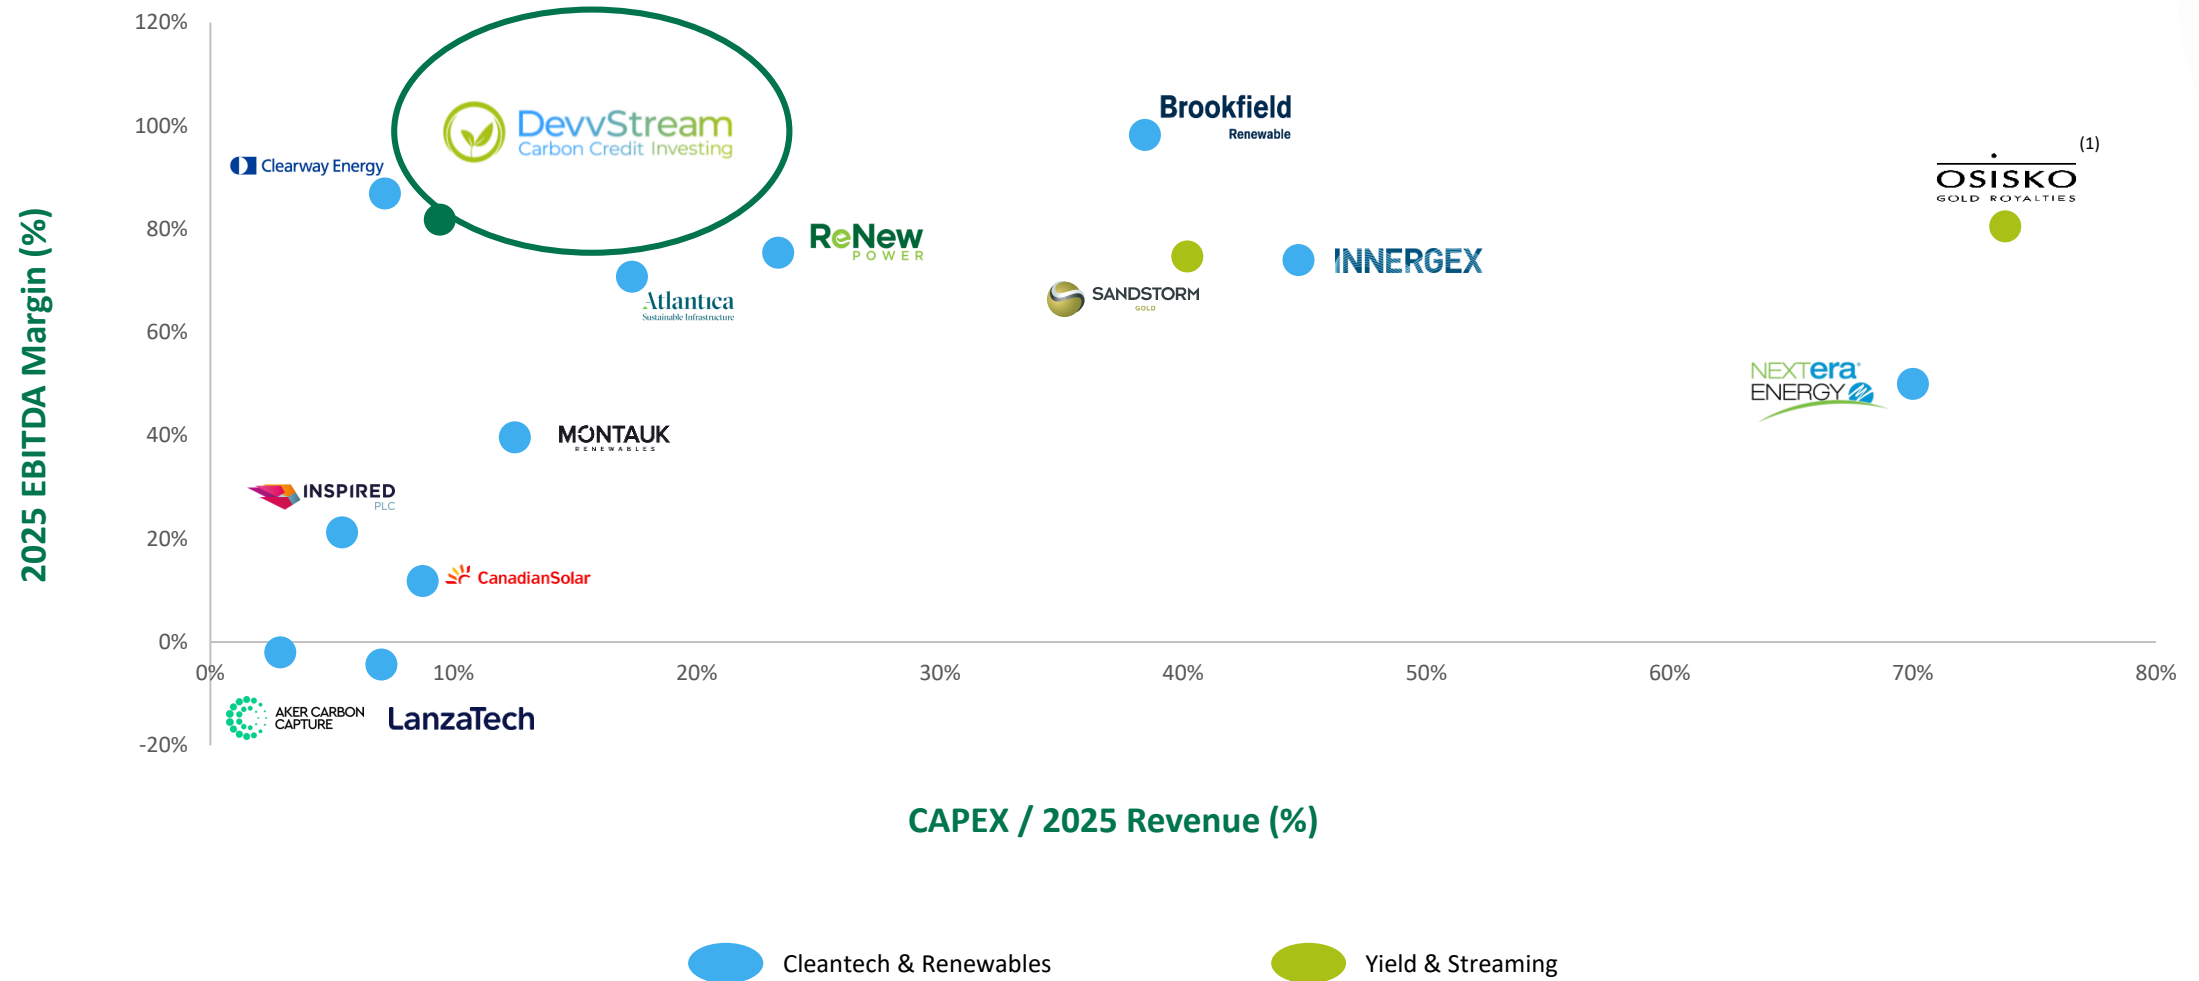 120%
100%
80%
60%
40%
20%
0%
-20%
2025 EBITDA Margin (%)
DevvStream
Carbon Credit Investing
Clearway Energy
Brookfield
Renewable
(1)
OSISKO
GOLD ROYALTIES
ReNew
POWER
Atlantica
Sustainable Infrastructure
SANDSTORM
GOLD
INNERGEX
NEXTera
ENERGY
MONTAUK
RENEWABLES
INSPIRED
PLC
CanadianSolar
0%
10%
20%
30%
40%
50%
60%
70%
80%
AKER CARBON
CAPTURE
LanzaTech
CAPEX / 2025 Revenue (%)
Cleantech & Renewables
Yield & Streaming